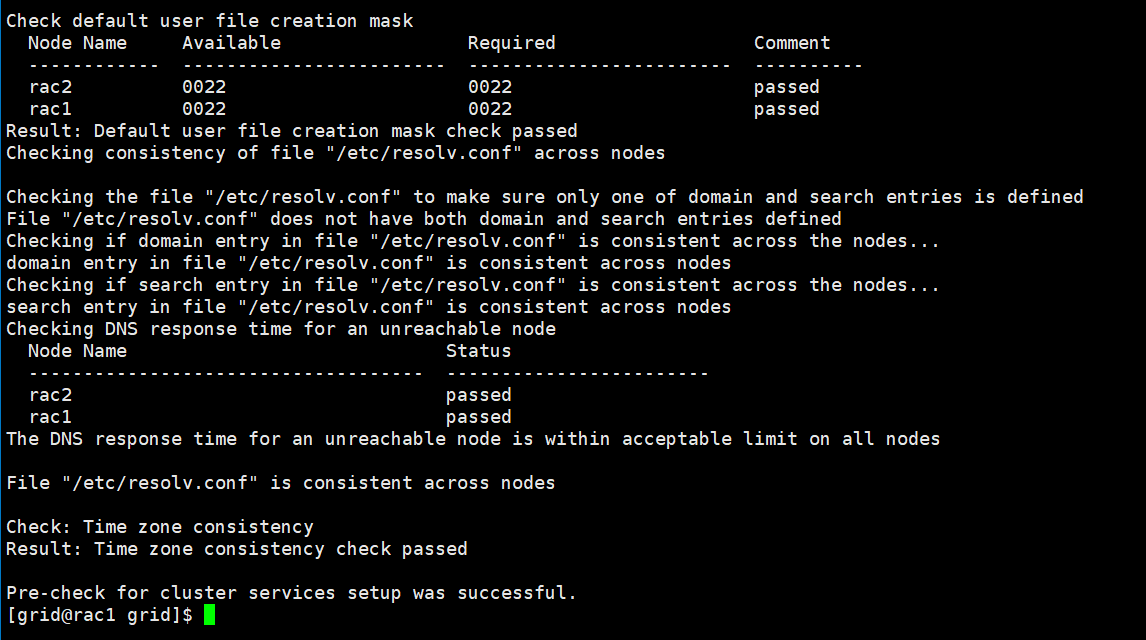 Check default user file creation mask
  Node Name     Available                 Required                  Comment
  ------------  ------------------------  ------------------------  ----------
  rac2          0022                      0022                      passed
  rac1          0022                      0022                      passed
Result: Default user file creation mask check passed
Checking consistency of file "/etc/resolv.conf" across nodes

Checking the file "/etc/resolv.conf" to make sure only one of domain and search entries is defined
File "/etc/resolv.conf" does not have both domain and search entries defined
Checking if domain entry in file "/etc/resolv.conf" is consistent across the nodes...
domain entry in file "/etc/resolv.conf" is consistent across nodes
Checking if search entry in file "/etc/resolv.conf" is consistent across the nodes...
search entry in file "/etc/resolv.conf" is consistent across nodes
Checking DNS response time for an unreachable node
  Node Name                             Status
  ------------------------------------  ------------------------
  rac2                                  passed
  rac1                                  passed
The DNS response time for an unreachable node is within acceptable limit on all nodes

File "/etc/resolv.conf" is consistent across nodes

Check: Time zone consistency
Result: Time zone consistency check passed

Pre-check for cluster services setup was successful.
[grid@rac1 grid]$